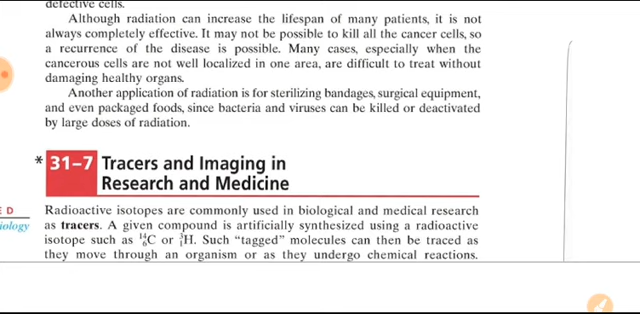 defective cells.
Although radiation can increase the lifespan of many patients, it is not
always completely effective. It may not be possible to kill all the cancer cells, so
a recurrence of the disease is possible. Many cases, especially when the
cancerous cells are not well localized in one area, are difficult to treat without
damaging healthy organs.
Another application of radiation is for sterilizing bandages, surgical equipment,
and even packaged foods, since bacteria and viruses can be killed or deactivated
by large doses of radiation.
* 31–7 Tracers and Imaging in
Research and Medicine
E D
iology
Radioactive isotopes are commonly used in biological and medical research
as tracers. A given compound is artificially synthesized using a radioactive
isotope such as ¹⁴₆C or ³₁H. Such “tagged” molecules can then be traced as
they move through an organism or as they undergo chemical reactions.